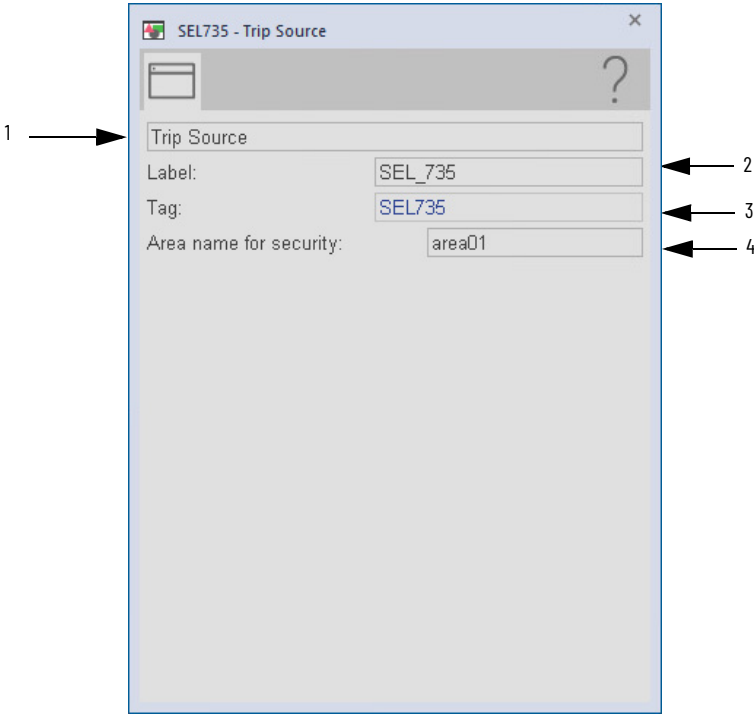 SEL735 - Trip Source
×
?
1
Trip Source
Label: SEL_735
2
Tag: SEL735
3
Area name for security: area01
4